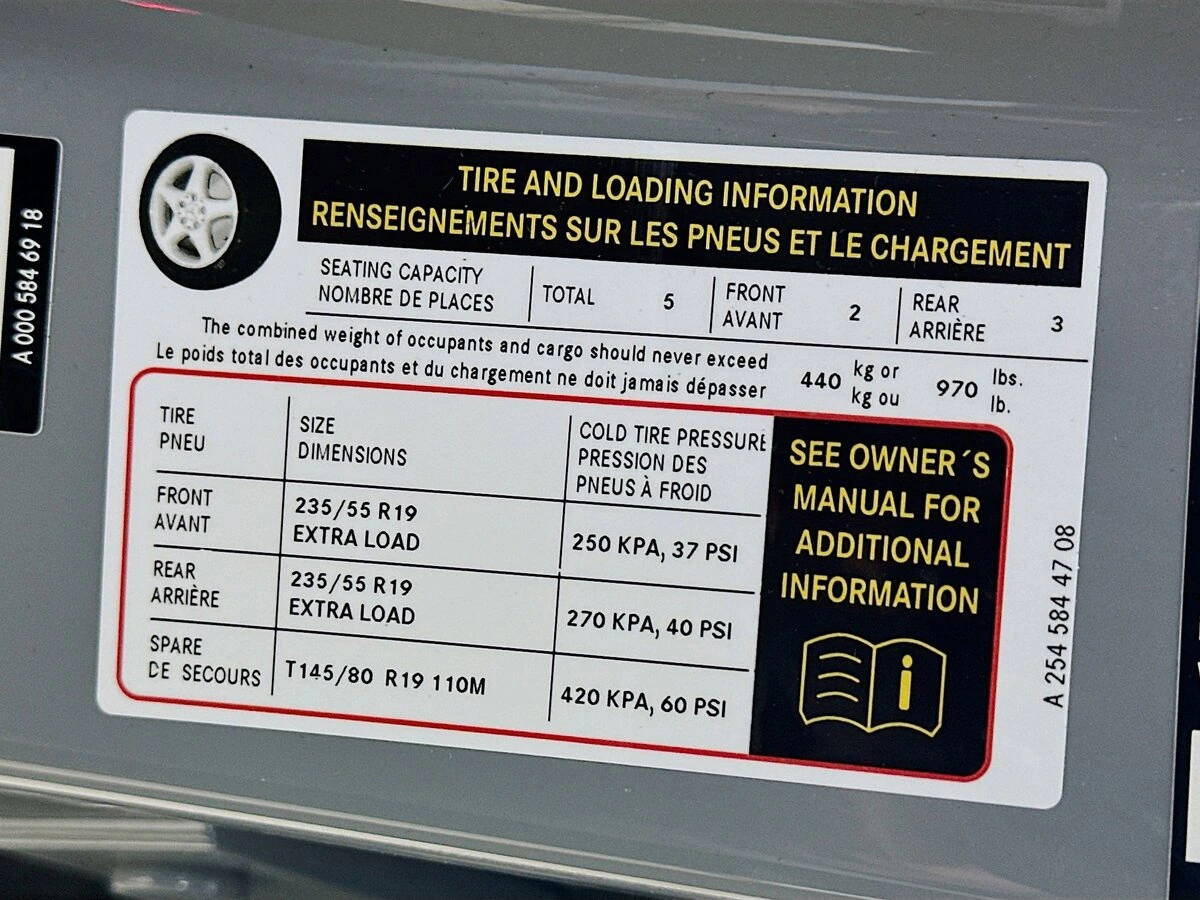 TIRE AND LOADING INFORMATION
RENSEIGNEMENTS SUR LES PNEUS ET LE CHARGEMENT
SEATING CAPACITY
NOMBRE DE PLACES
TOTAL 5
FRONT
AVANT
2
REAR
ARRIÈRE
3
The combined weight of occupants and cargo should never exceed
Le poids total des occupants et du chargement ne doit jamais dépasser
440
kg or
kg ou
970
lbs.
lb.
TIRE
PNEU
SIZE
DIMENSIONS
COLD TIRE PRESSURE
PRESSION DES
PNEUS À FROID
FRONT
AVANT
235/55 R19
EXTRA LOAD
250 KPA, 37 PSI
REAR
ARRIÈRE
235/55 R19
EXTRA LOAD
270 KPA, 40 PSI
SPARE
DE SECOURS
T145/80 R19 110M
420 KPA, 60 PSI
SEE OWNER´S
MANUAL FOR
ADDITIONAL
INFORMATION
A 254 584 47 08
A 000 584 69 18